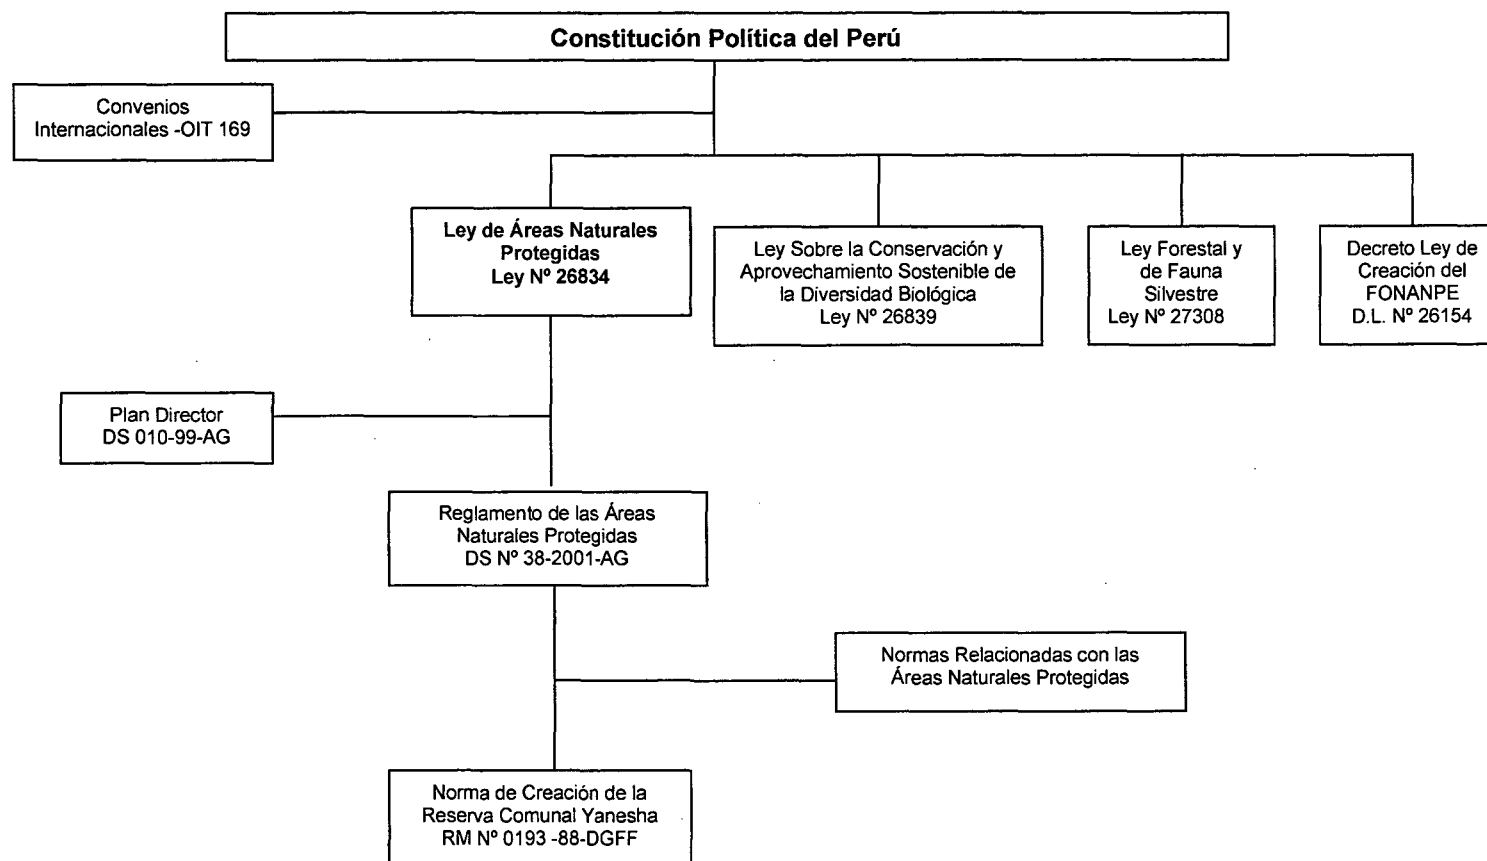 Constitución Política del Perú
Convenios
Internacionales -OIT 169
Ley de Áreas Naturales
Protegidas
Ley Nº 26834
Ley Sobre la Conservación y
Aprovechamiento Sostenible de
la Diversidad Biológica
Ley Nº 26839
Ley Forestal y
de Fauna
Silvestre
Ley Nº 27308
Decreto Ley de
Creación del
FONANPE
D.L. Nº 26154
Plan Director
DS 010-99-AG
Reglamento de las Áreas
Naturales Protegidas
DS Nº 38-2001-AG
Normas Relacionadas con las
Áreas Naturales Protegidas
Norma de Creación de la
Reserva Comunal Yanesha
RM Nº 0193 -88-DGFF